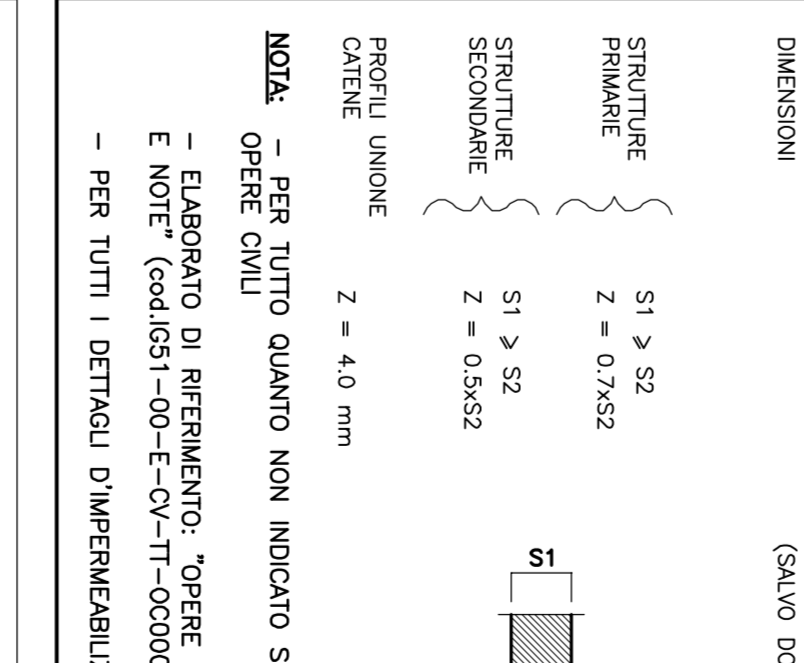 DIMENSIONI
(SALVO
STRUTTURE
PRIMARIE
S1 ⩾ S2
Z = 0.7xS2
STRUTTURE
SECONDARIE
S1 ⩾ S2
Z = 0.5xS2
S1
PROFILI UNIONE
CATENE
Z = 4.0 mm
NOTA: – PER TUTTO QUANTO NON INDICATO
OPERE CIVILI
– ELABORATO DI RIFERIMENTO: "OPERE
E NOTE" (cod.IG51–00–E–CV–TT–OC000
– PER TUTTI I DETTAGLI